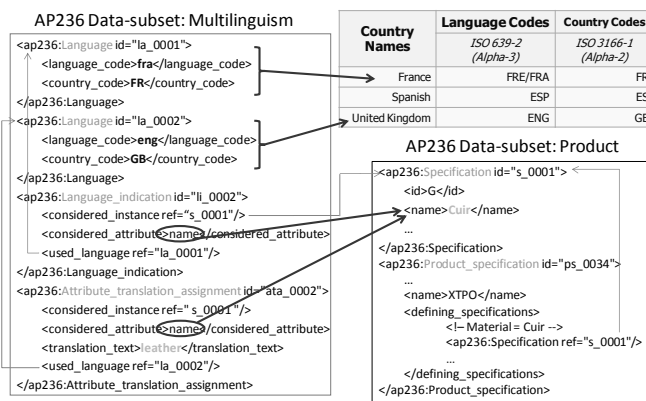 AP236 Data-subset: Multilinguism
<ap236:Language id="la_0001">
<language_code>fra</language_code>
<country_code>FR</country_code>
</ap236:Language>
<ap236:Language id="la_0002">
<language_code>eng</language_code>
<country_code>GB</country_code>
</ap236:Language>
<ap236:Language_indication id="li_0002">
<considered_instance ref="s_0001"/>
<considered_attribute>name</considered_attribute>
<used_language ref="la_0001"/>
</ap236:Language_indication>
<ap236:Attribute_translation_assignment id="ata_0002">
<considered_instance ref=" s_0001"/>
<considered_attribute>name</considered_attribute>
<translation_text>leather</translation_text>
<used_language ref="la_0002"/>
</ap236:Attribute_translation_assignment>
Country Names Language Codes Country Codes
ISO 639-2 (Alpha-3) ISO 3166-1 (Alpha-2)
France FRE/FRA FR
Spanish ESP ES
United Kingdom ENG GB
AP236 Data-subset: Product
<ap236:Specification id="s_0001">
<id>G</id>
<name>Cuir</name>
...
</ap236:Specification>
<ap236:Product_specification id="ps_0034">
...
<name>XTPO</name>
<defining_specifications>
<!– Material = Cuir -->
<ap236:Specification ref="s_0001"/>
...
</defining_specifications>
</ap236:Product_specification>